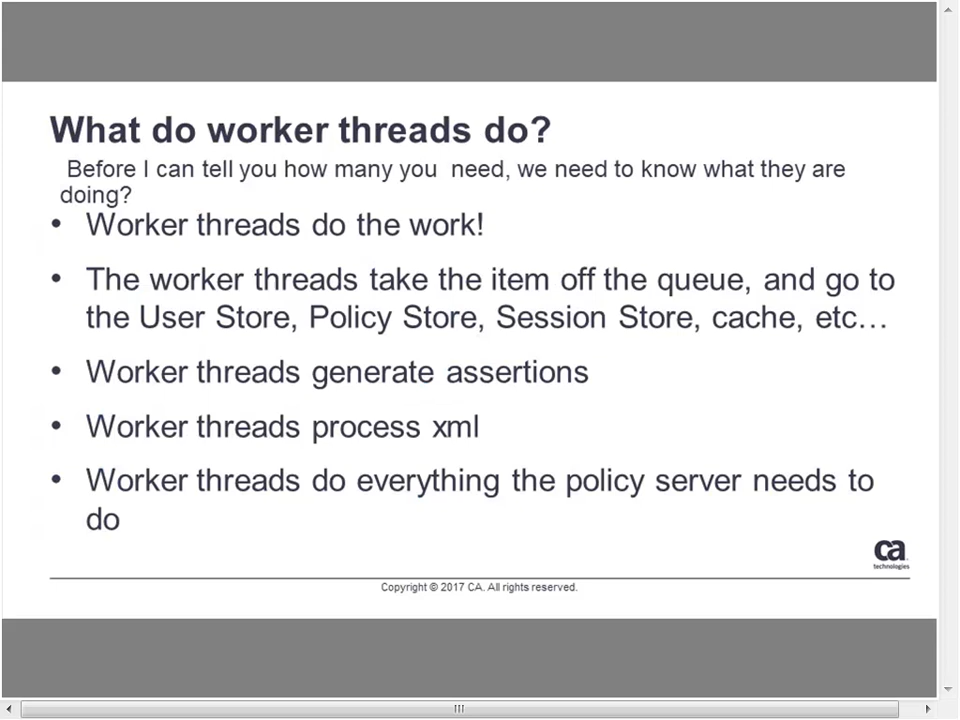 What do worker threads do?
Before I can tell you how many you need, we need to know what they are
doing?
• Worker threads do the work!
• The worker threads take the item off the queue, and go to
the User Store, Policy Store, Session Store, cache, etc…
• Worker threads generate assertions
• Worker threads process xml
• Worker threads do everything the policy server needs to
do
ca
technologies
Copyright © 2017 CA. All rights reserved.